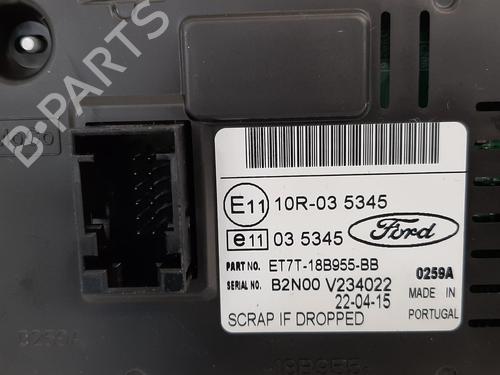 E11 10R-03 5345
e11 03 5345 Ford
PART NO. ET7T-18B955-BB 0259A
SERIAL NO. B2N00 V234022
22-04-15 MADE IN
SCRAP IF DROPPED PORTUGAL
B259A